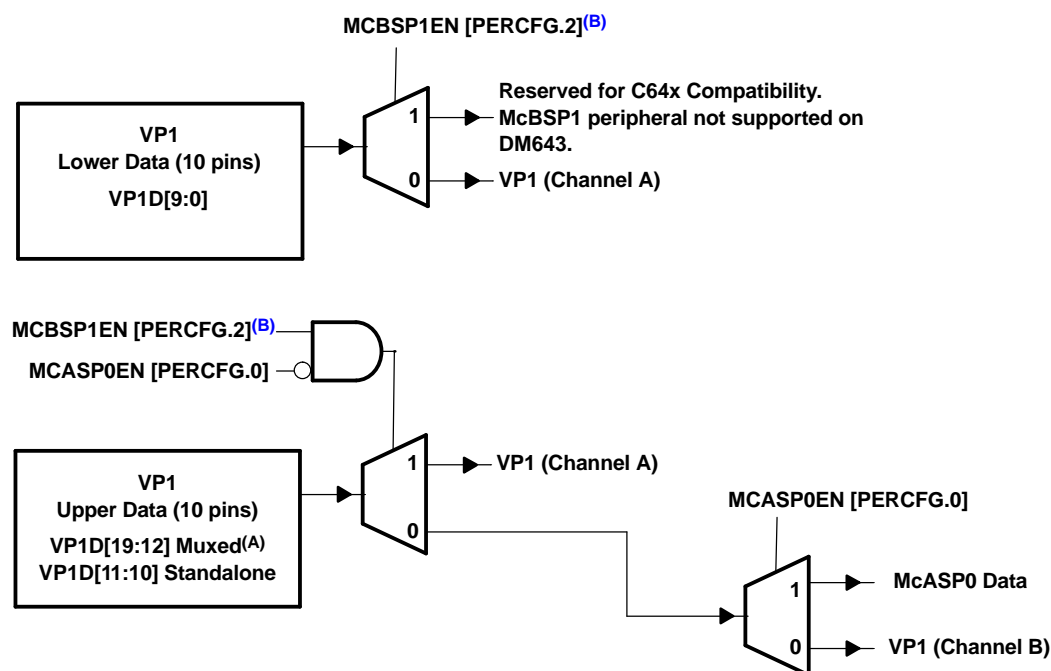 MCBSP1EN [PERCFG.2](B)
VP1
Lower Data (10 pins)
VP1D[9:0]
1
0
Reserved for C64x Compatibility.
McBSP1 peripheral not supported on
DM643.
VP1 (Channel A)
MCBSP1EN [PERCFG.2](B)
MCASP0EN [PERCFG.0]
VP1
Upper Data (10 pins)
VP1D[19:12] Muxed(A)
VP1D[11:10] Standalone
1
0
VP1 (Channel A)
MCASP0EN [PERCFG.0]
1
0
McASP0 Data
VP1 (Channel B)